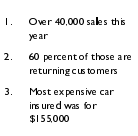 1. Over 40,000 sales this
year
2. 60 percent of those are
returning customers
3. Most expensive car
insured was for
$155,000